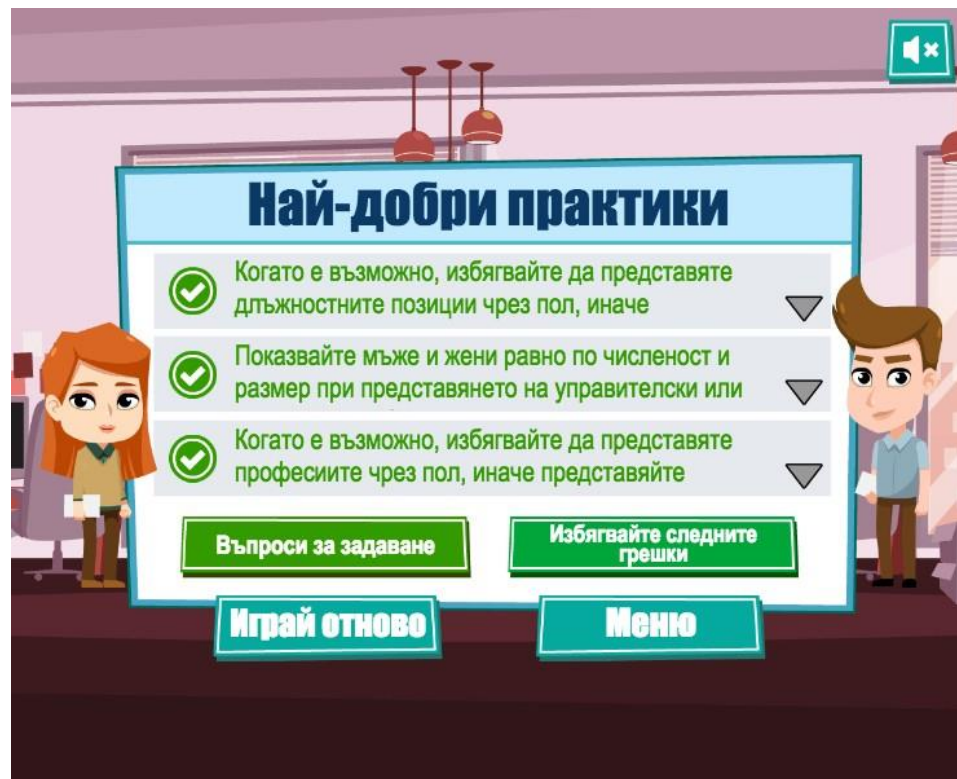 Най-добри практики
Когато е възможно, избягвайте да представяте
длъжностните позиции чрез пол, иначе
Показвайте мъже и жени равно по численост и
размер при представянето на управителски или
Когато е възможно, избягвайте да представяте
професиите чрез пол, иначе представяйте
Въпроси за задаване
Избягвайте следните
грешки
Играй отново
Меню